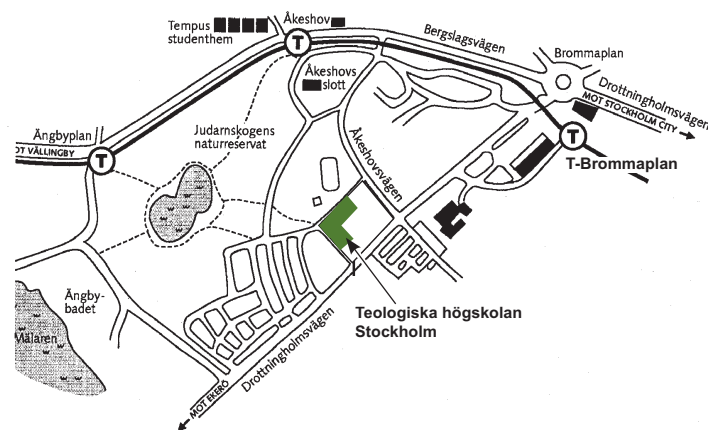 Tempus
studenthem
Åkeshov
T
Bergslagsvägen
Brommaplan
Drottningholmsvägen
MOT STOCKHOLM CITY
Åkeshovs
slott
Ängbyplan
MOT VÄLLINGBY
T
Judarnskogens
naturreservat
Åkeshovsvägen
T
T-Brommaplan
Ängby-
badet
Mälaren
Teologiska högskolan
Stockholm
Drottningholmsvägen
MOT EKERÖ